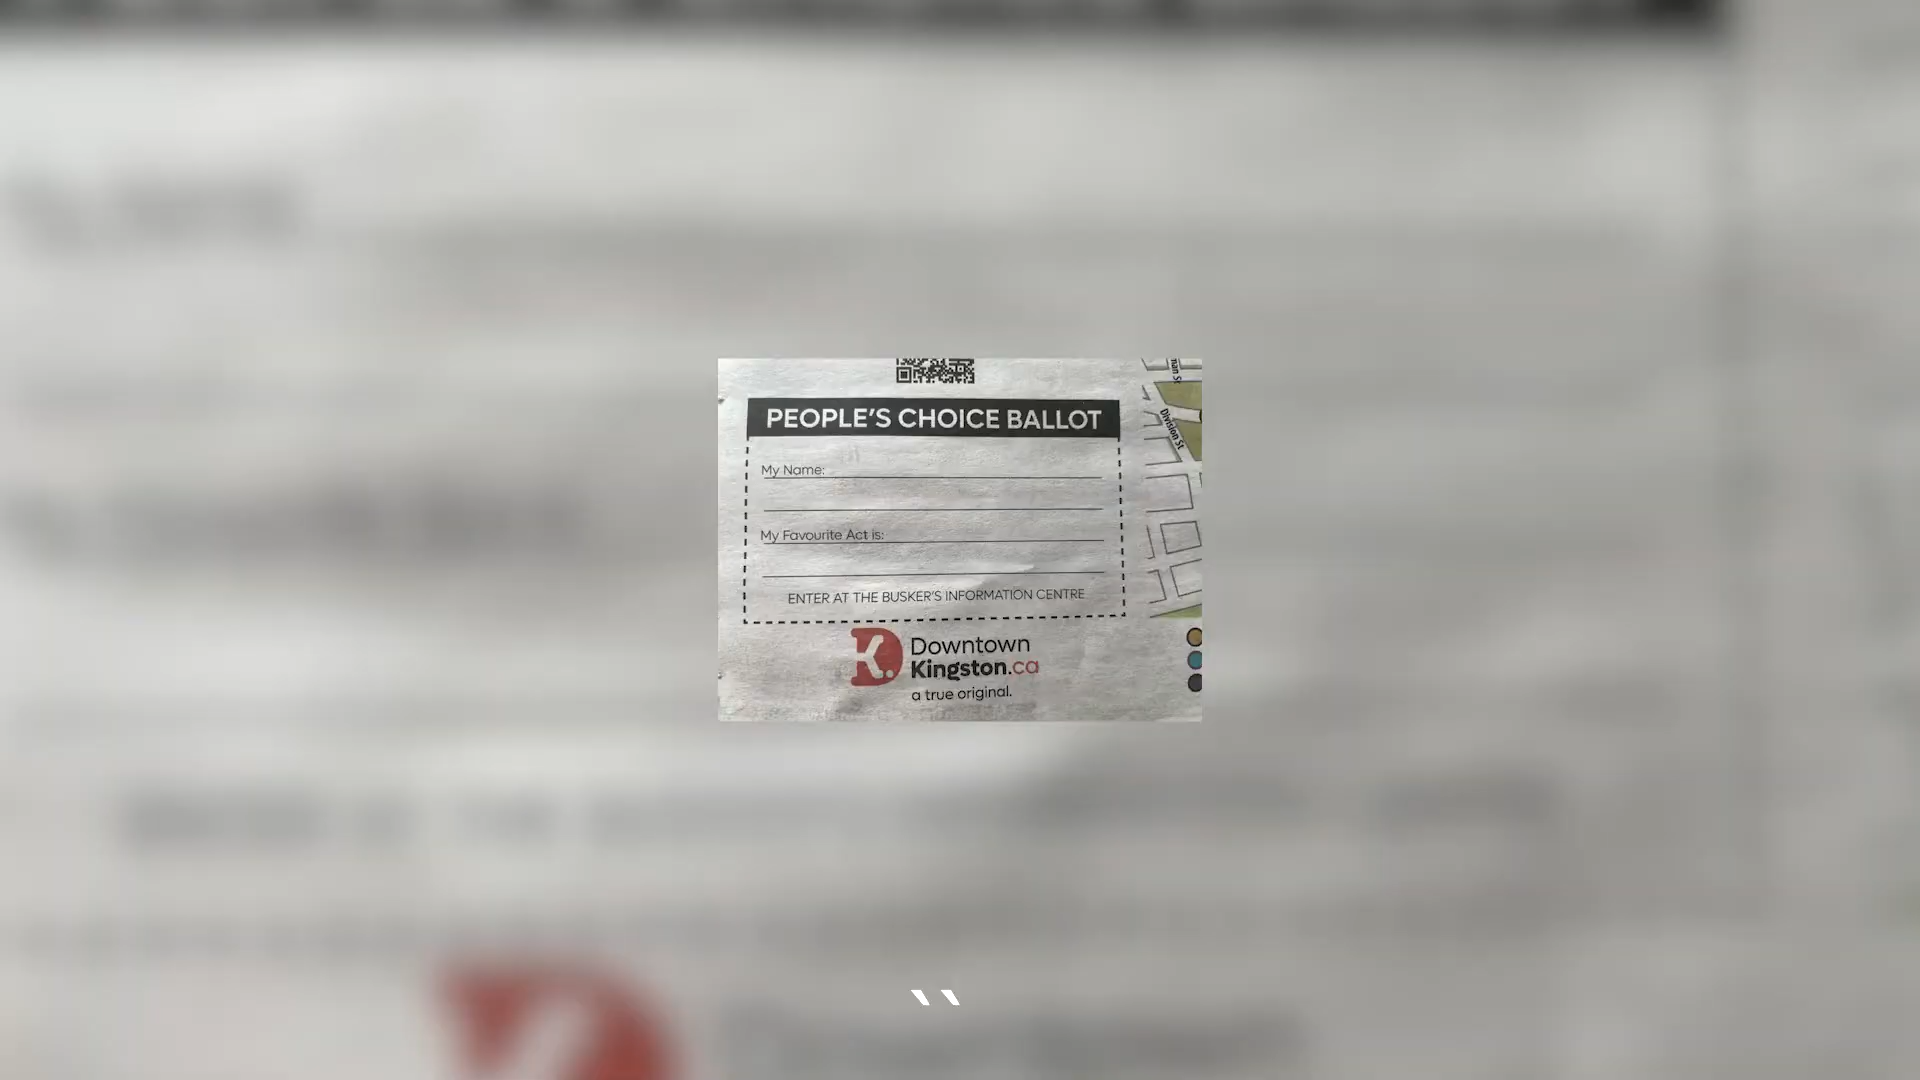 PEOPLE'S CHOICE BALLOT
My Name:
My Favourite Act is:
ENTER AT THE BUSKER'S INFORMATION CENTRE
DK.
Downtown
Kingston.ca
a true original.
Division St
``